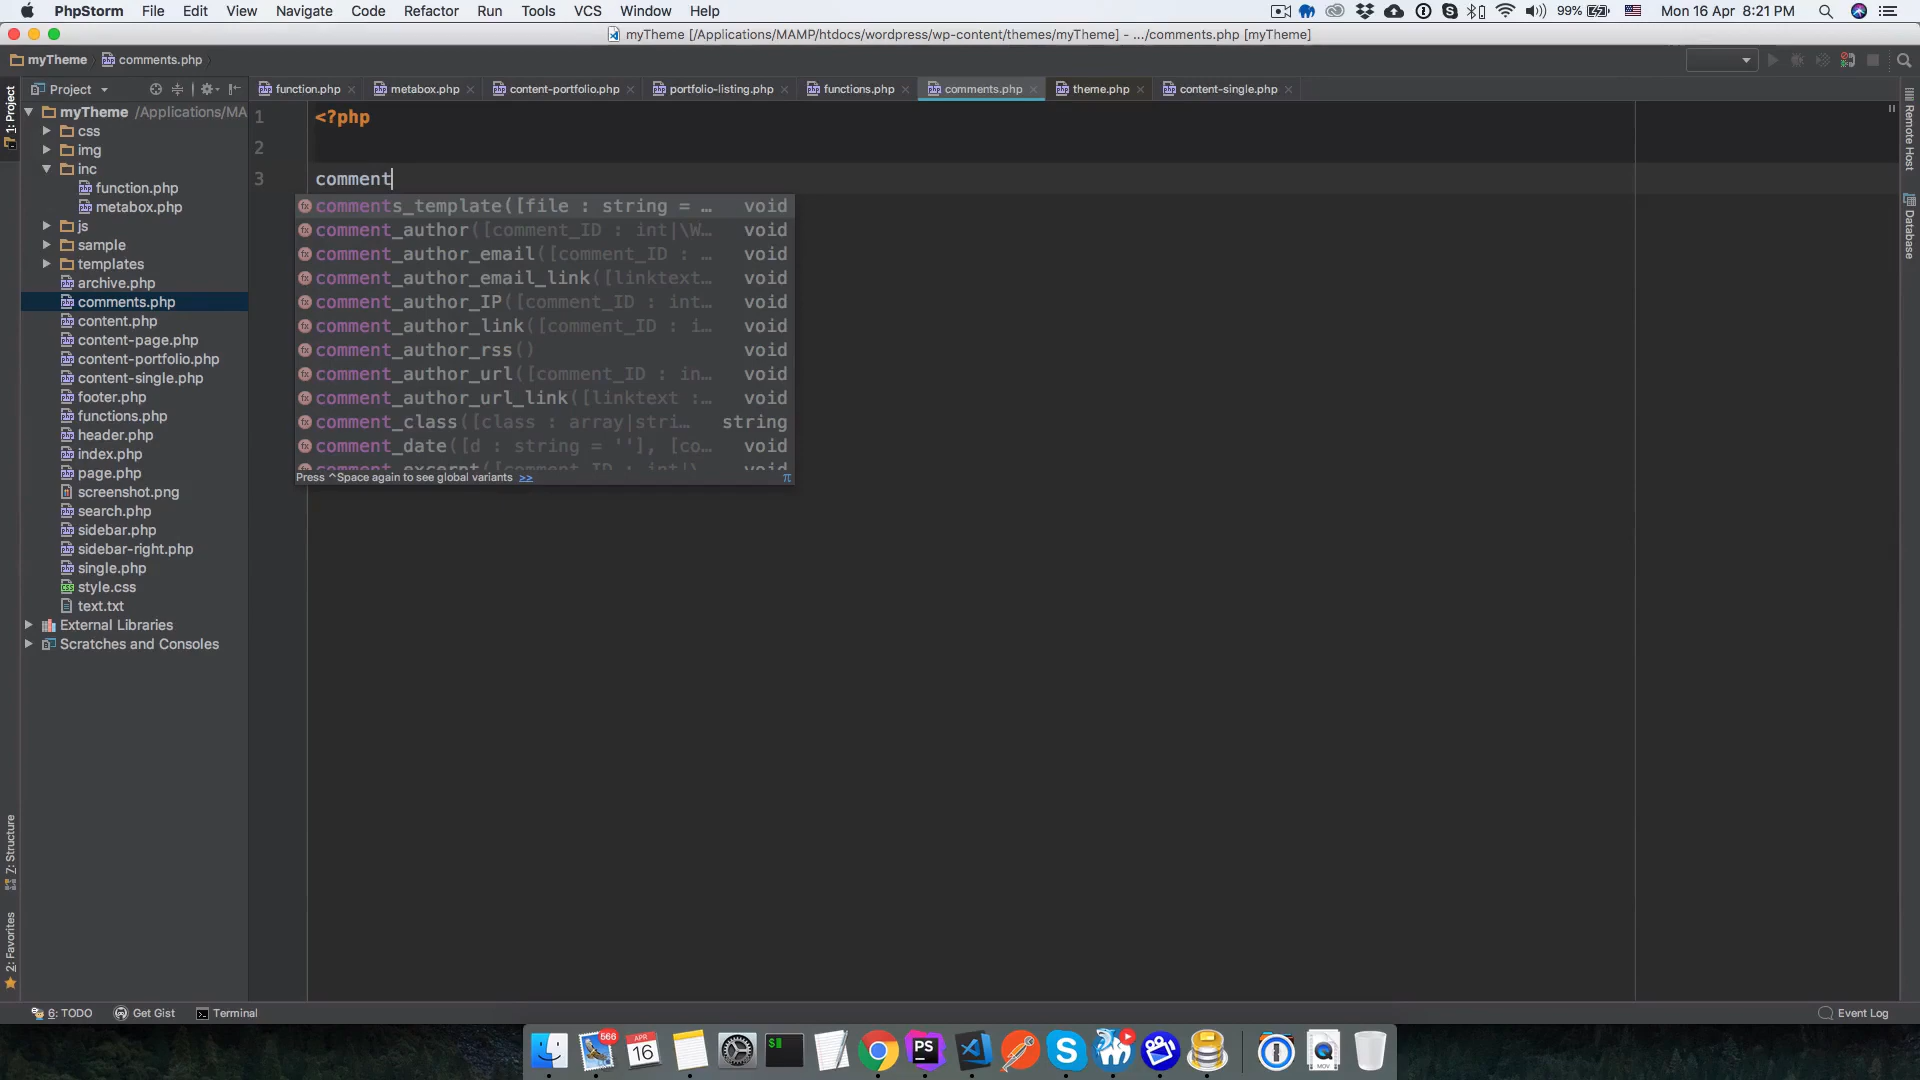 PhpStorm File Edit View Navigate Code Refactor Run Tools VCS Window Help 99% Mon 16 Apr 8:21 PM
myTheme [/Applications/MAMP/htdocs/wordpress/wp-content/themes/myTheme] - .../comments.php [myTheme]
myTheme comments.php
Project
function.php metabox.php content-portfolio.php portfolio-listing.php functions.php comments.php theme.php content-single.php
1: Project
myTheme /Applications/MA
css
img
inc
function.php
metabox.php
js
sample
templates
archive.php
comments.php
content.php
content-page.php
content-portfolio.php
content-single.php
footer.php
functions.php
header.php
index.php
page.php
screenshot.png
search.php
sidebar.php
sidebar-right.php
single.php
style.css
text.txt
External Libraries
Scratches and Consoles
7: Structure
2: Favorites
1 <?php
2
3 comment
comments_template([file : string = … void
comment_author([comment_ID : int|\W… void
comment_author_email([comment_ID : … void
comment_author_email_link([linktext… void
comment_author_IP([comment_ID : int… void
comment_author_link([comment_ID : i… void
comment_author_rss() void
comment_author_url([comment_ID : in… void
comment_author_url_link([linktext :… void
comment_class([class : array|stri… string
comment_date([d : string = ''], [co… void
comment_excerpt([comment_ID : int|\… void
Press ^Space again to see global variants >> π
Remote Host
Database
6: TODO Get Gist Terminal Event Log
566
APR
16
$
PS
MOV